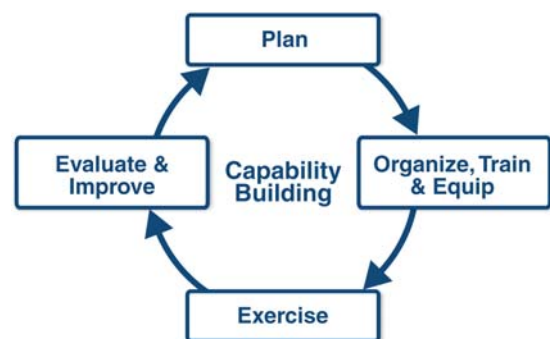 Plan
Organize, Train
& Equip
Exercise
Evaluate &
Improve
Capability
Building